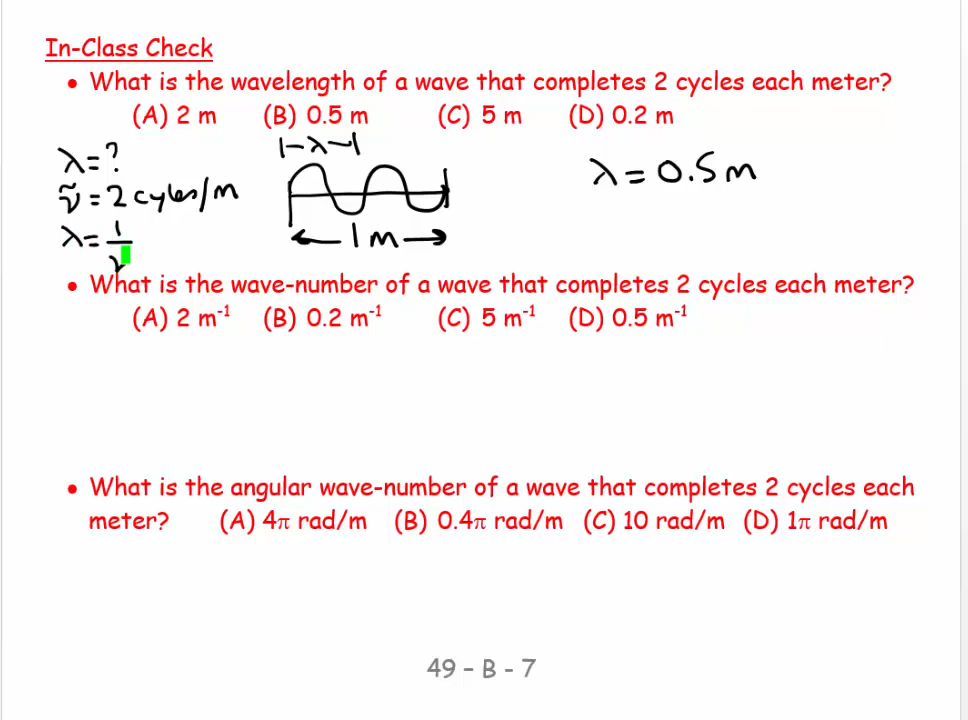 In-Class Check
• What is the wavelength of a wave that completes 2 cycles each meter?
(A) 2 m (B) 0.5 m (C) 5 m (D) 0.2 m
λ = ?
ṽ = 2 cyles/m
λ = 1/
|– λ –|
1 m
λ = 0.5 m
• What is the wave-number of a wave that completes 2 cycles each meter?
(A) 2 m⁻¹ (B) 0.2 m⁻¹ (C) 5 m⁻¹ (D) 0.5 m⁻¹
• What is the angular wave-number of a wave that completes 2 cycles each
meter? (A) 4π rad/m (B) 0.4π rad/m (C) 10 rad/m (D) 1π rad/m
49 – B - 7